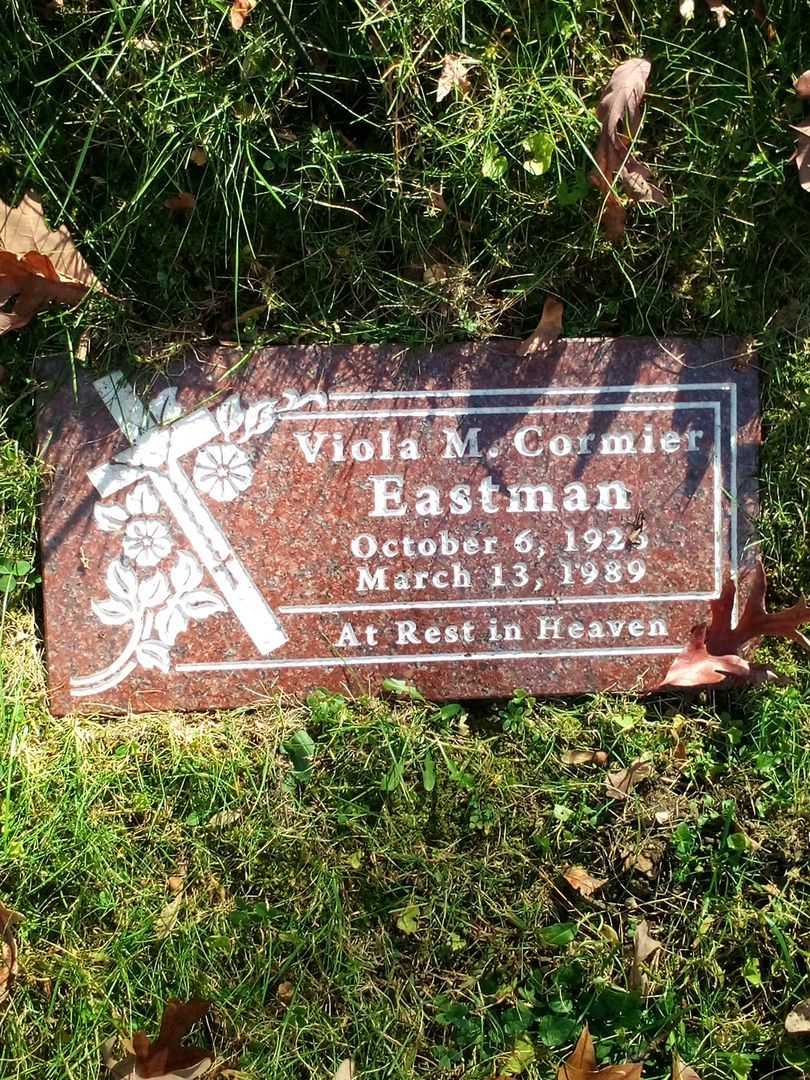 Viola M. Cormier
Eastman
October 6,
March 13, 1989
At Rest in Heaven